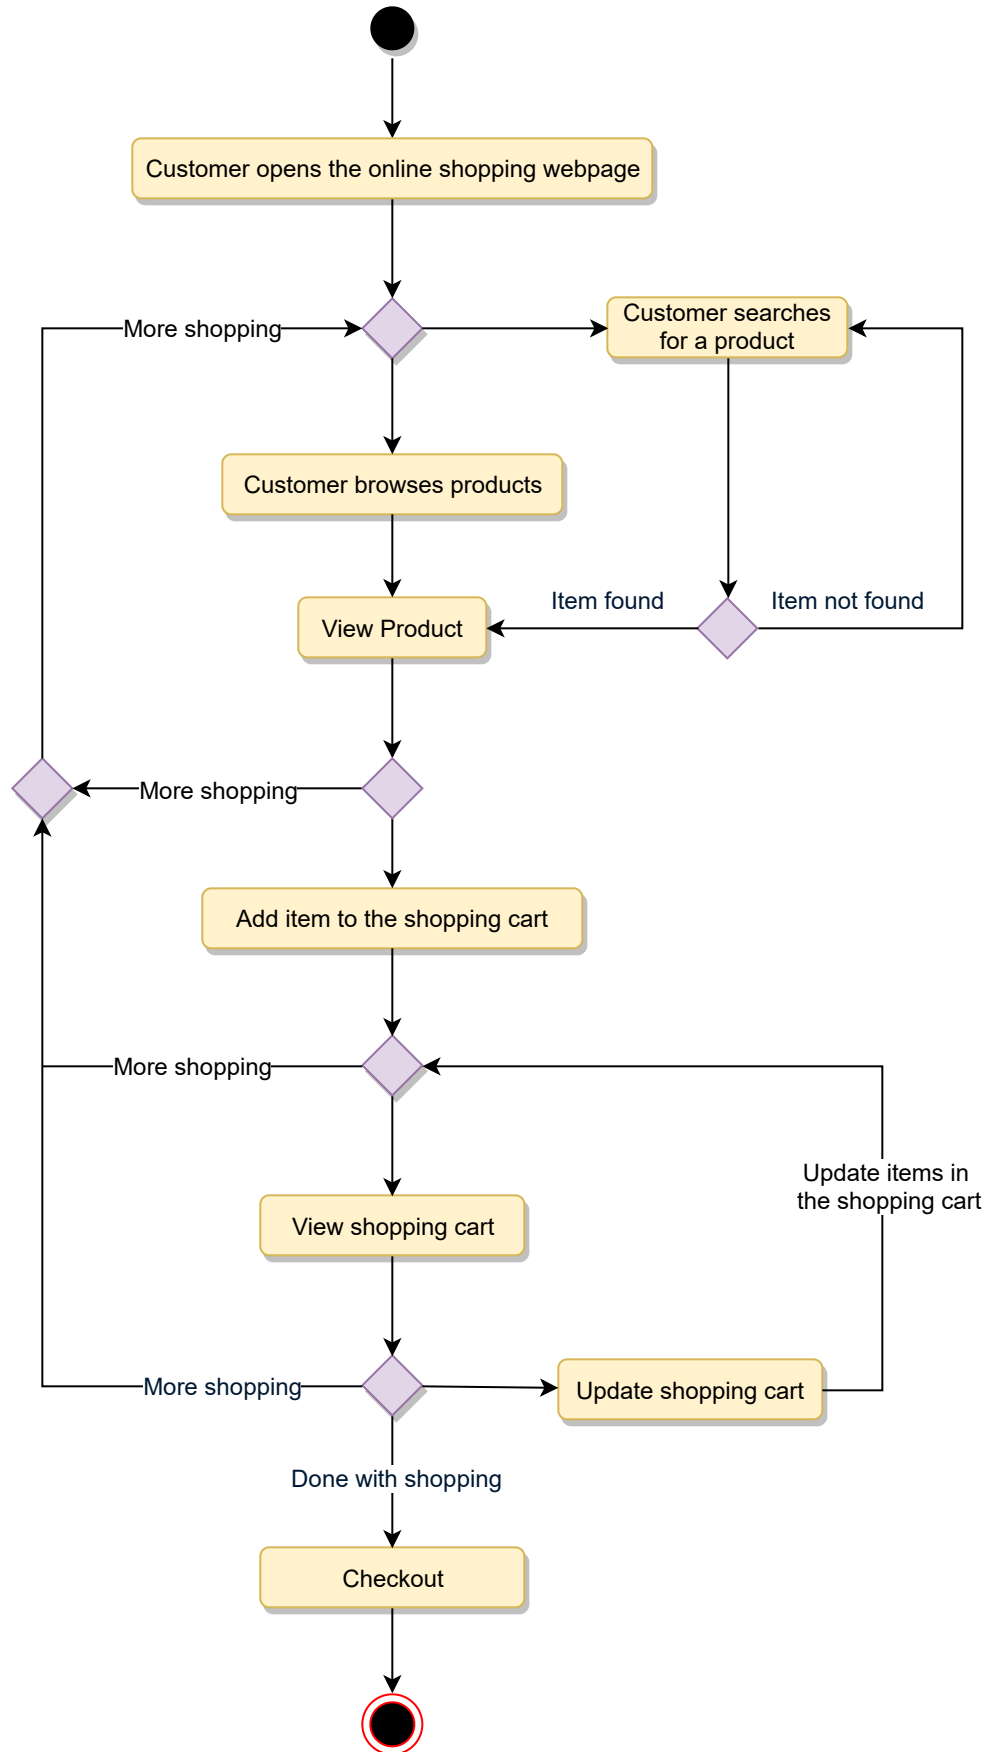 Customer opens the online shopping webpage
More shopping
Customer searches
for a product
Customer browses products
Item found
Item not found
View Product
More shopping
Add item to the shopping cart
More shopping
Update items in
the shopping cart
View shopping cart
More shopping
Update shopping cart
Done with shopping
Checkout